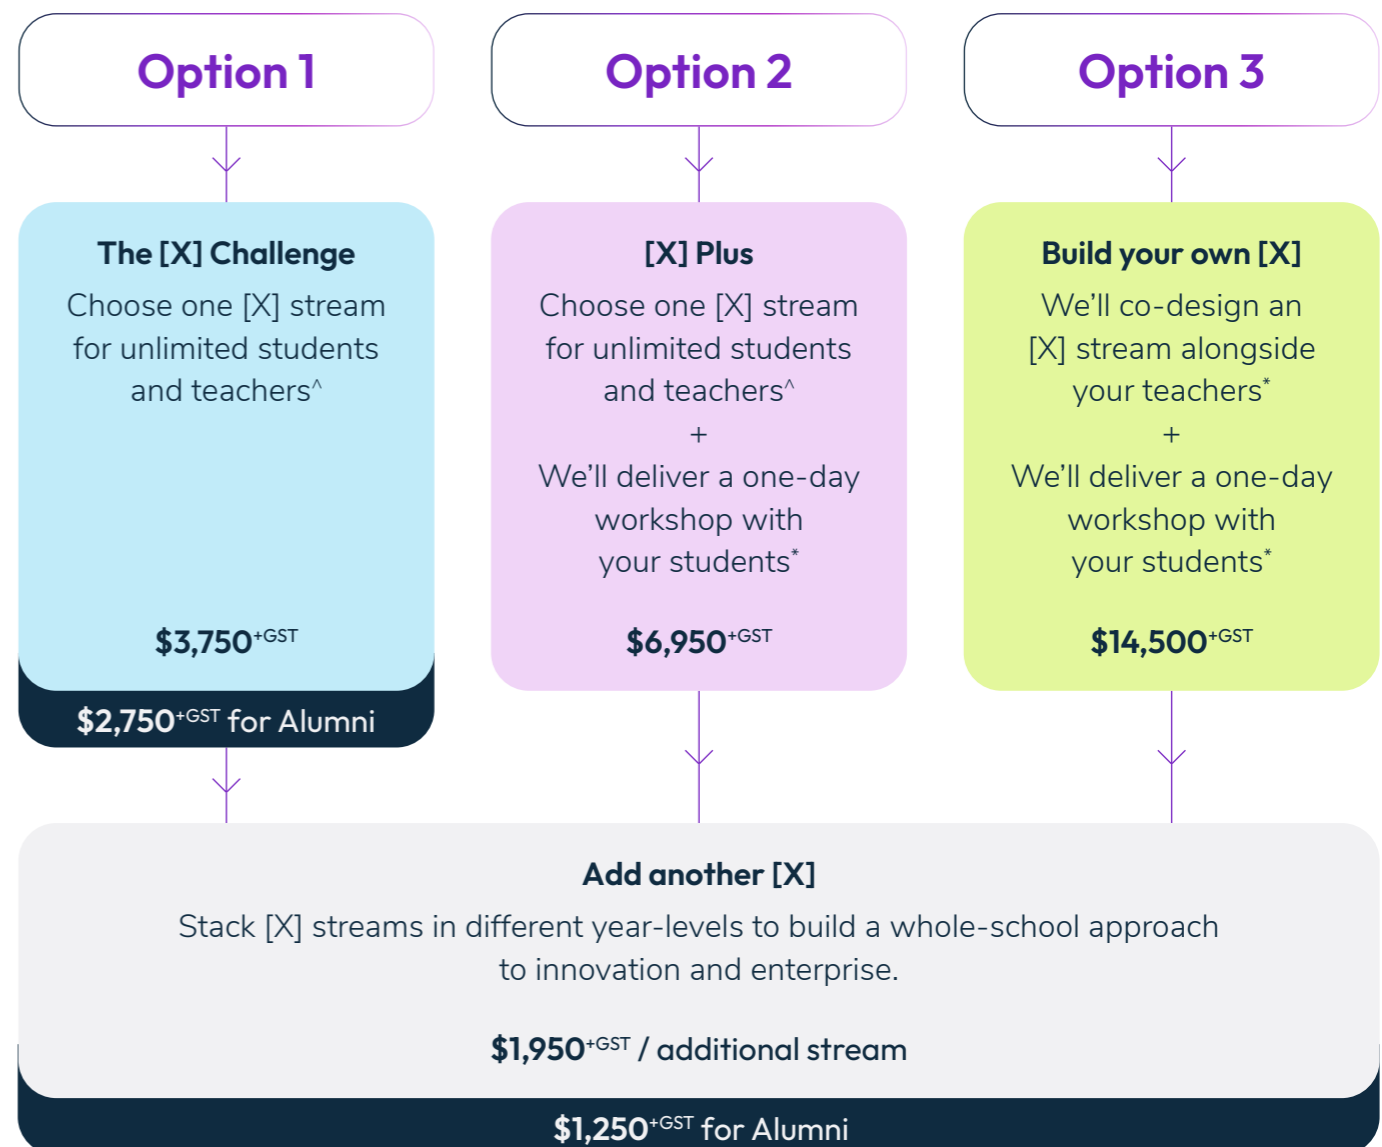 Option 1
The [X] Challenge
Choose one [X] stream
for unlimited students
and teachers^
$3,750+GST
$2,750+GST for Alumni
Option 2
[X] Plus
Choose one [X] stream
for unlimited students
and teachers^
+
We’ll deliver a one-day
workshop with
your students*
$6,950+GST
Option 3
Build your own [X]
We’ll co-design an
[X] stream alongside
your teachers*
+
We’ll deliver a one-day
workshop with
your students*
$14,500+GST
Add another [X]
Stack [X] streams in different year-levels to build a whole-school approach
to innovation and enterprise.
$1,950+GST / additional stream
$1,250+GST for Alumni